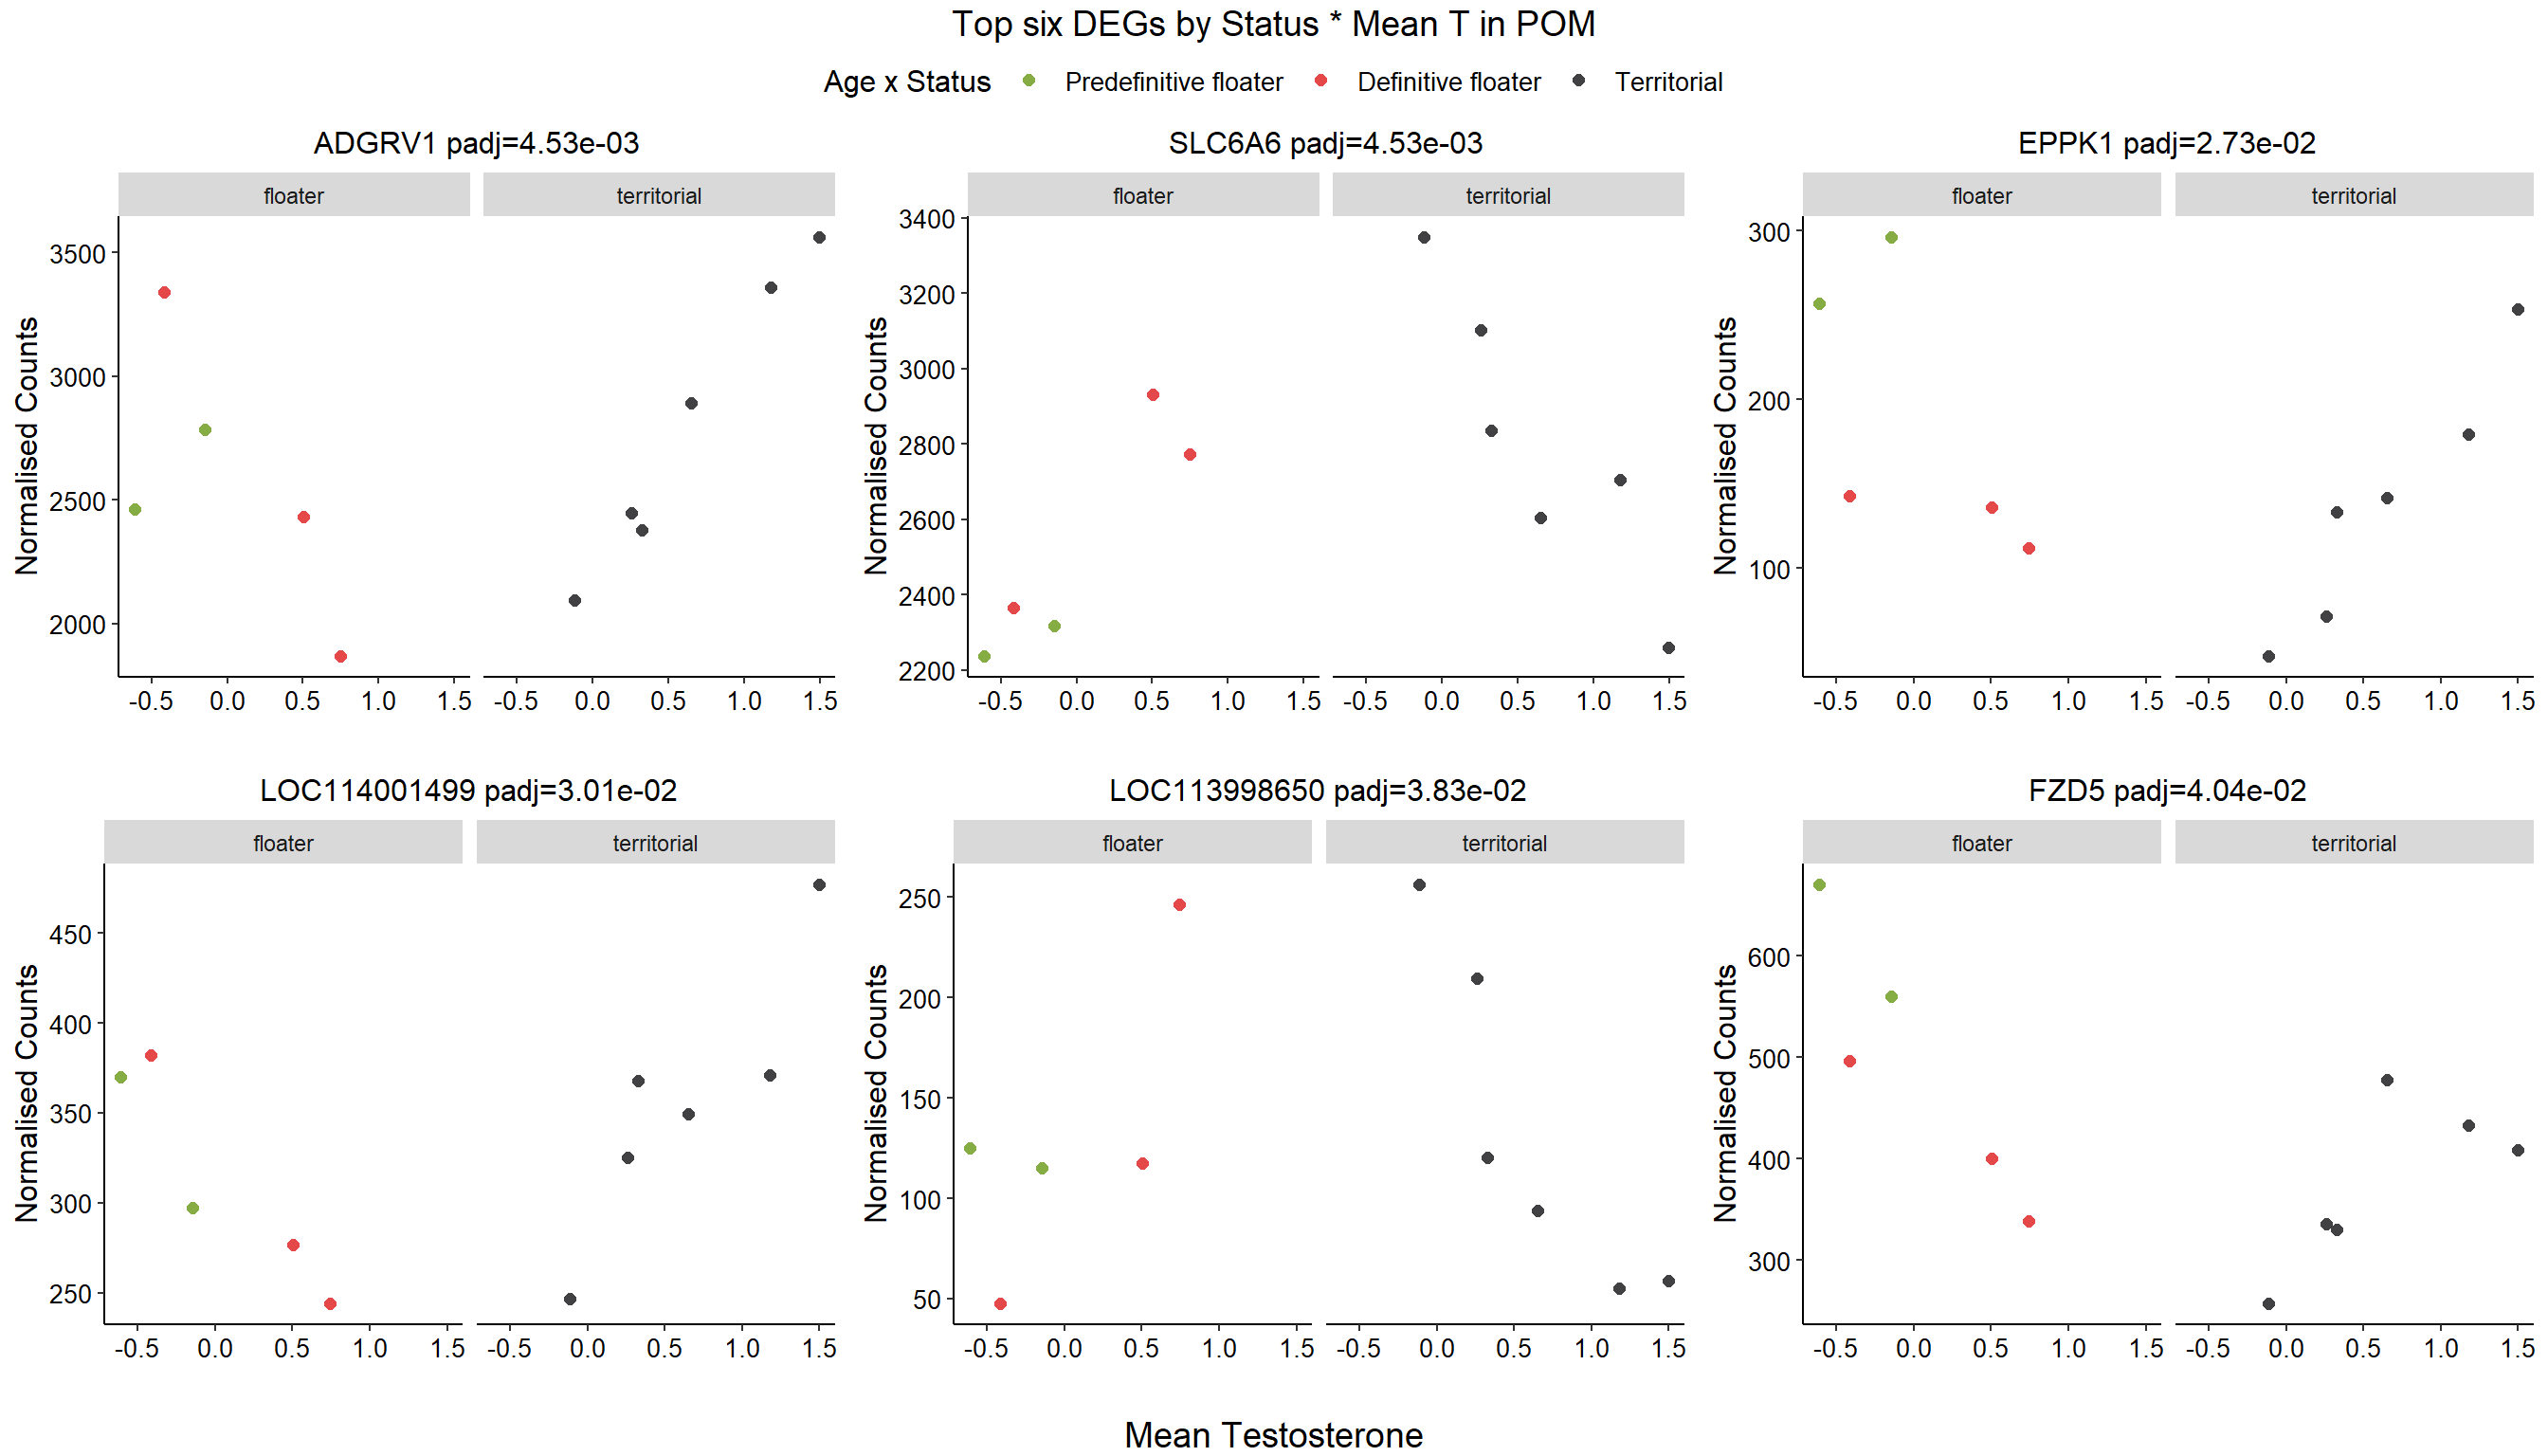 Top six DEGs by Status * Mean T in POM
Age x Status Predefinitive floater Definitive floater Territorial
ADGRV1 padj=4.53e-03
floater territorial
Normalised Counts
3500
3000
2500
2000
-0.5 0.0 0.5 1.0 1.5 -0.5 0.0 0.5 1.0 1.5
SLC6A6 padj=4.53e-03
floater territorial
Normalised Counts
3400
3200
3000
2800
2600
2400
2200
-0.5 0.0 0.5 1.0 1.5 -0.5 0.0 0.5 1.0 1.5
EPPK1 padj=2.73e-02
floater territorial
Normalised Counts
300
200
100
-0.5 0.0 0.5 1.0 1.5 -0.5 0.0 0.5 1.0 1.5
LOC114001499 padj=3.01e-02
floater territorial
Normalised Counts
450
400
350
300
250
-0.5 0.0 0.5 1.0 1.5 -0.5 0.0 0.5 1.0 1.5
LOC113998650 padj=3.83e-02
floater territorial
Normalised Counts
250
200
150
100
50
-0.5 0.0 0.5 1.0 1.5 -0.5 0.0 0.5 1.0 1.5
FZD5 padj=4.04e-02
floater territorial
Normalised Counts
600
500
400
300
-0.5 0.0 0.5 1.0 1.5 -0.5 0.0 0.5 1.0 1.5
Mean Testosterone